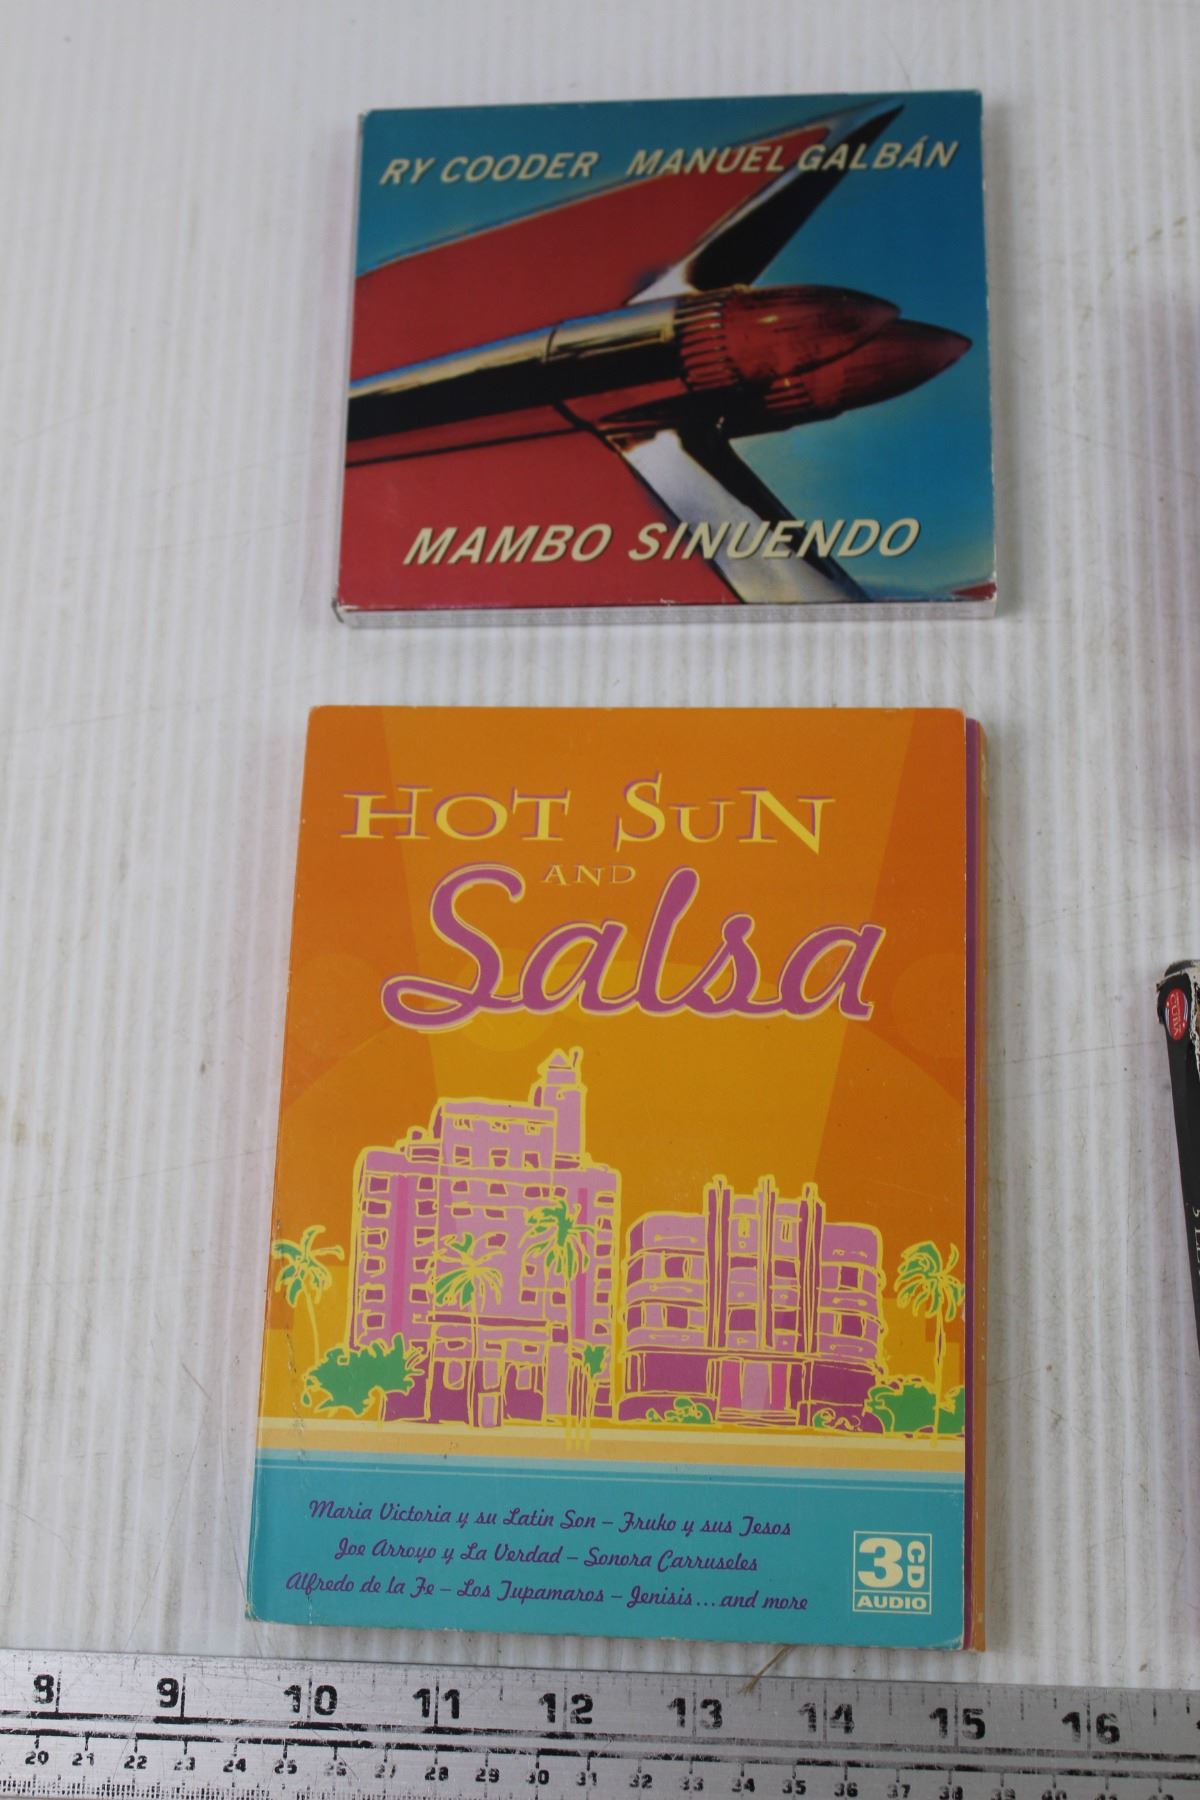 RY COODER MANUEL GALBÁN
MAMBO SINUENDO
HOT SUN
AND
Salsa
Maria Victoria y su Latin Son – Fruko y sus Tesos
Joe Arroyo y La Verdad – Sonora Carruseles
Alfredo de la Fe – Los Tupamaros – Jenisis... and more
3 CD
AUDIO
8 9 10 11 12 13 14 15 16
20 21 22 23 24 25 26 27 28 29 30 31 32 33 34 35 36 37 38 39 40 41 42